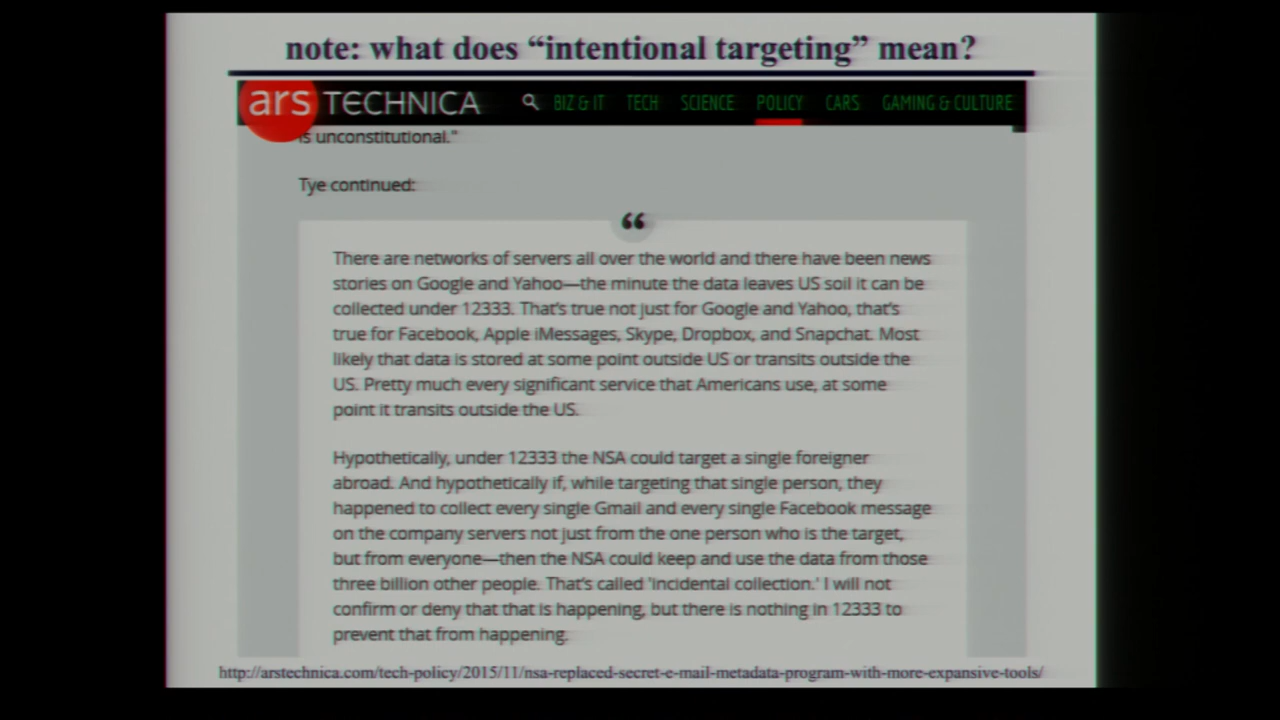 note: what does “intentional targeting” mean?
ars TECHNICA BIZ & IT TECH SCIENCE POLICY CARS GAMING & CULTURE
is unconstitutional."
Tye continued:
“
There are networks of servers all over the world and there have been news
stories on Google and Yahoo—the minute the data leaves US soil it can be
collected under 12333. That's true not just for Google and Yahoo, that's
true for Facebook, Apple iMessages, Skype, Dropbox, and Snapchat. Most
likely that data is stored at some point outside US or transits outside the
US. Pretty much every significant service that Americans use, at some
point it transits outside the US.
Hypothetically, under 12333 the NSA could target a single foreigner
abroad. And hypothetically if, while targeting that single person, they
happened to collect every single Gmail and every single Facebook message
on the company servers not just from the one person who is the target,
but from everyone—then the NSA could keep and use the data from those
three billion other people. That's called 'incidental collection.' I will not
confirm or deny that that is happening, but there is nothing in 12333 to
prevent that from happening.
http://arstechnica.com/tech-policy/2015/11/nsa-replaced-secret-e-mail-metadata-program-with-more-expansive-tools/